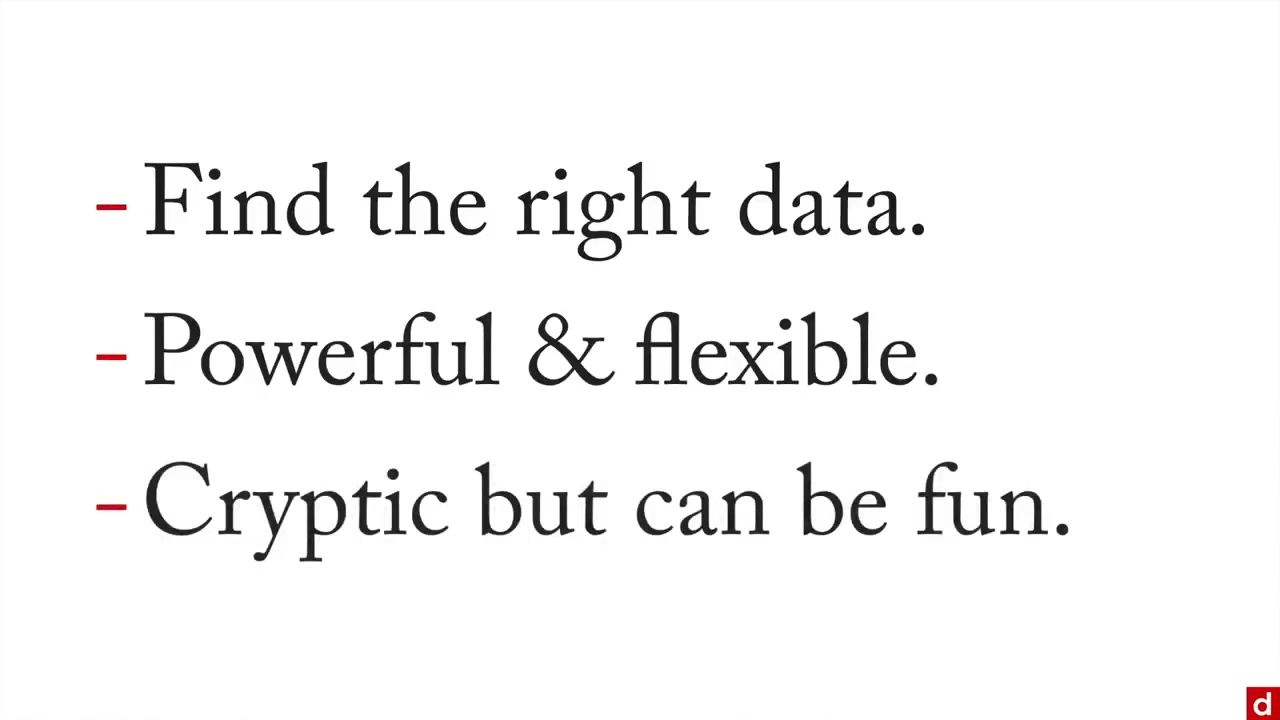 - Find the right data.
- Powerful & flexible.
- Cryptic but can be fun.
d